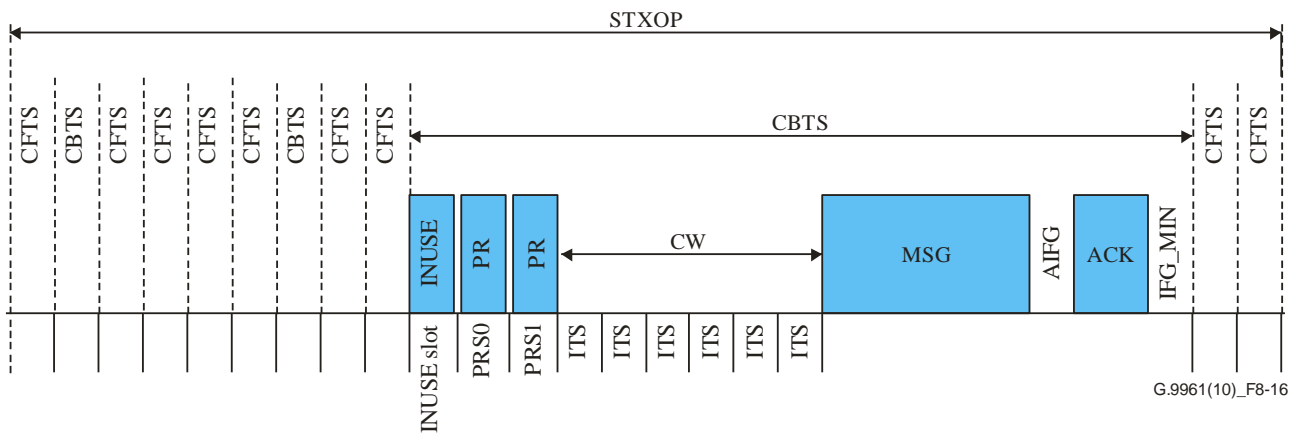 STXOP
CFTS
CBTS
CFTS
CFTS
CFTS
CFTS
CBTS
CFTS
CFTS
CBTS
CFTS
CFTS
INUSE
PR
PR
CW
MSG
AIFG
ACK
IFG_MIN
INUSE slot
PRS0
PRS1
ITS
ITS
ITS
ITS
ITS
ITS
G.9961(10)_F8-16